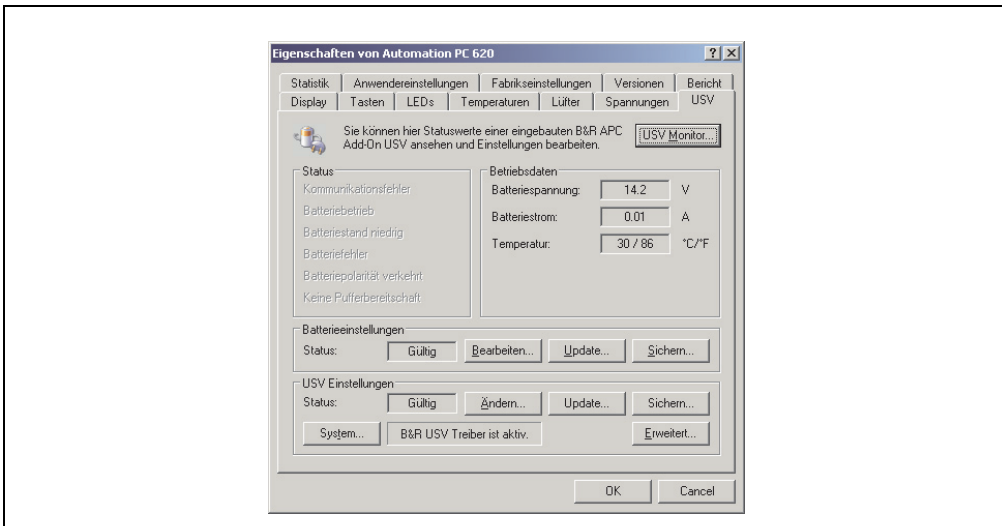 Eigenschaften von Automation PC 620
Statistik Anwendereinstellungen Fabrikseinstellungen Versionen Bericht
Display Tasten LEDs Temperaturen Lüfter Spannungen USV
Sie können hier Statuswerte einer eingebauten B&R APC
Add-On USV ansehen und Einstellungen bearbeiten.
USV Monitor...
Status
Kommunikationsfehler
Batteriebetrieb
Batteriestand niedrig
Batteriefehler
Batteriepolarität verkehrt
Keine Pufferbereitschaft
Betriebsdaten
Batteriespannung: 14.2 V
Batteriestrom: 0.01 A
Temperatur: 30 / 86 °C/°F
Batterieeinstellungen
Status: Gültig Bearbeiten... Update... Sichern...
USV Einstellungen
Status: Gültig Ändern... Update... Sichern...
System... B&R USV Treiber ist aktiv. Erweitert...
OK Cancel